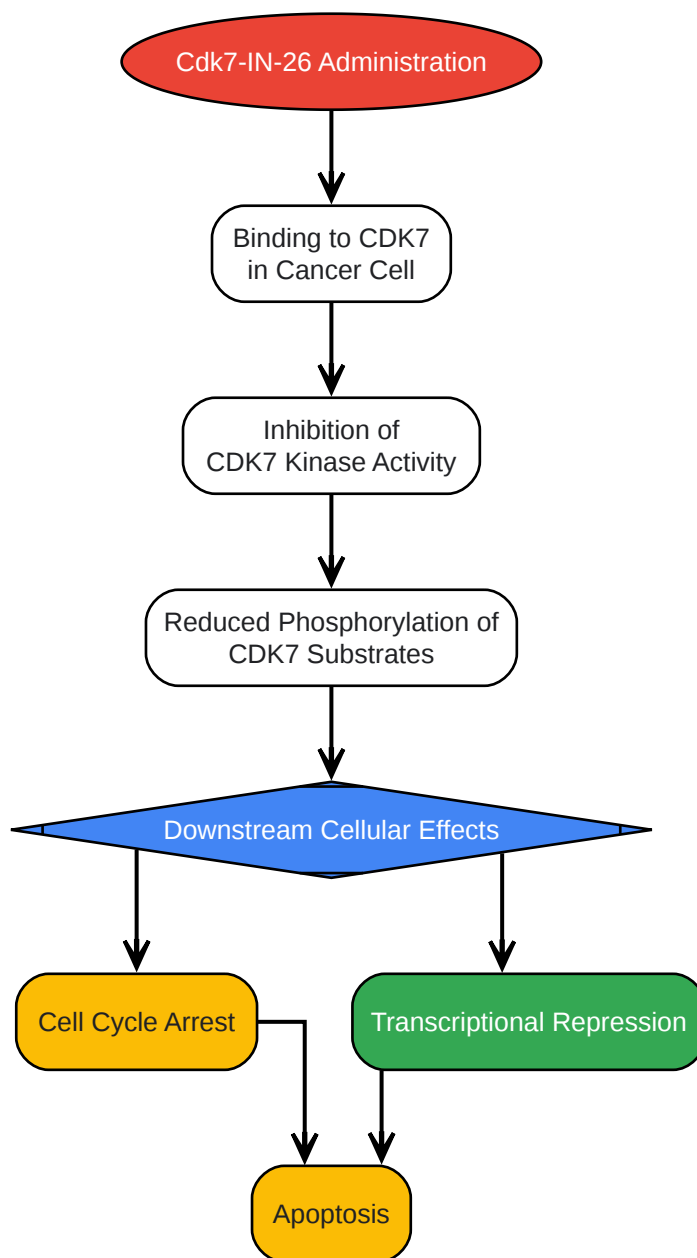 Cdk7-IN-26 Administration
Binding to CDK7
in Cancer Cell
Inhibition of
CDK7 Kinase Activity
Reduced Phosphorylation of
CDK7 Substrates
Downstream Cellular Effects
Cell Cycle Arrest
Transcriptional Repression
Apoptosis